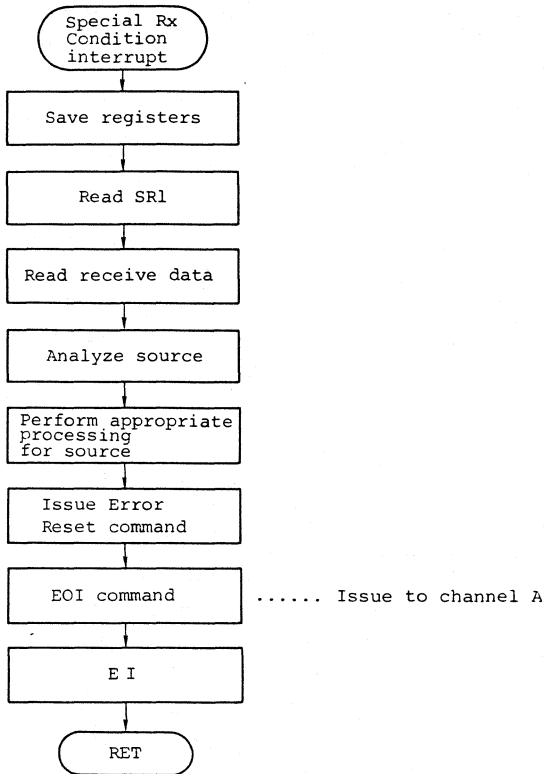 Special Rx
Condition
interrupt
Save registers
Read SR1
Read receive data
Analyze source
Perform appropriate
processing
for source
Issue Error
Reset command
EOI command ...... Issue to channel A
EI
RET